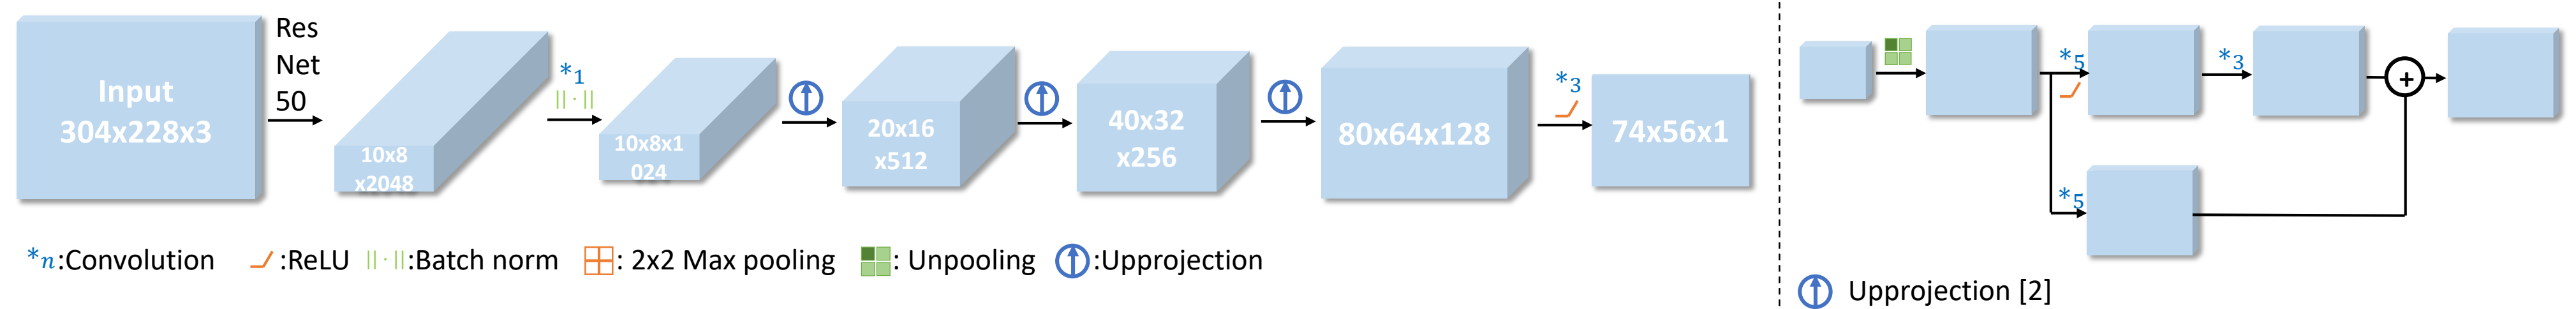 Input
304x228x3
Res
Net
50
10x8
x2048
*1
|| · ||
10x8x1
024
20x16
x512
40x32
x256
80x64x128
*3
74x56x1
*5
*3
+
*5
*n:Convolution :ReLU || · ||:Batch norm : 2x2 Max pooling : Unpooling :Upprojection
Upprojection [2]